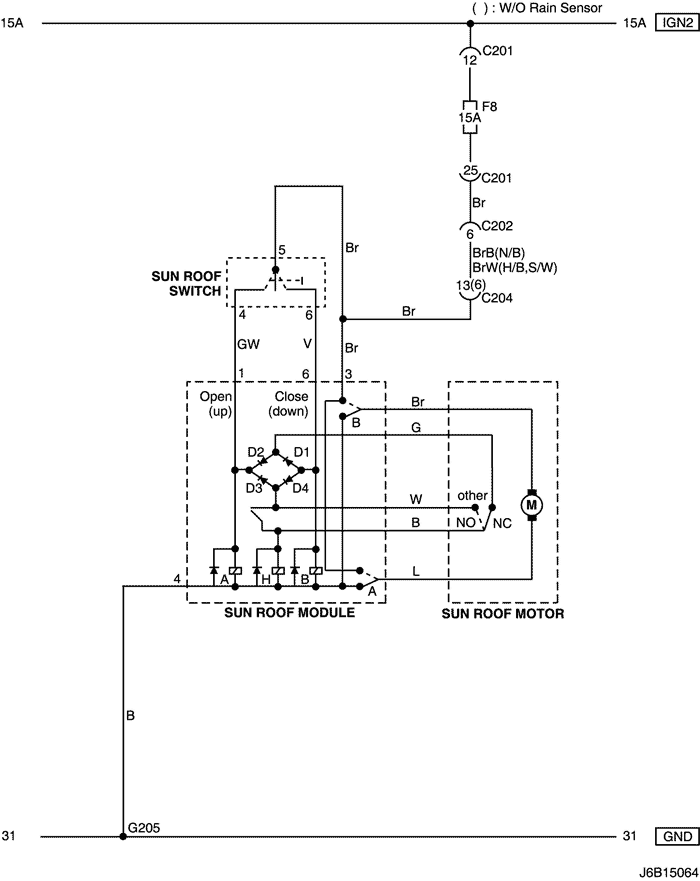 ( ) : W/O Rain Sensor
15A
15A
IGN2
C201
12
F8
15A
25
C201
Br
C202
6
BrB(N/B)
BrW(H/B,S/W)
13(6)
C204
5
Br
SUN ROOF
SWITCH
4
6
Br
GW
V
Br
1
6
3
Open
(up)
Close
(down)
Br
B
G
D2
D1
D3
D4
W
other
M
B
NO
NC
4
A
H
B
L
A
SUN ROOF MODULE
SUN ROOF MOTOR
B
G205
31
31
GND
J6B15064